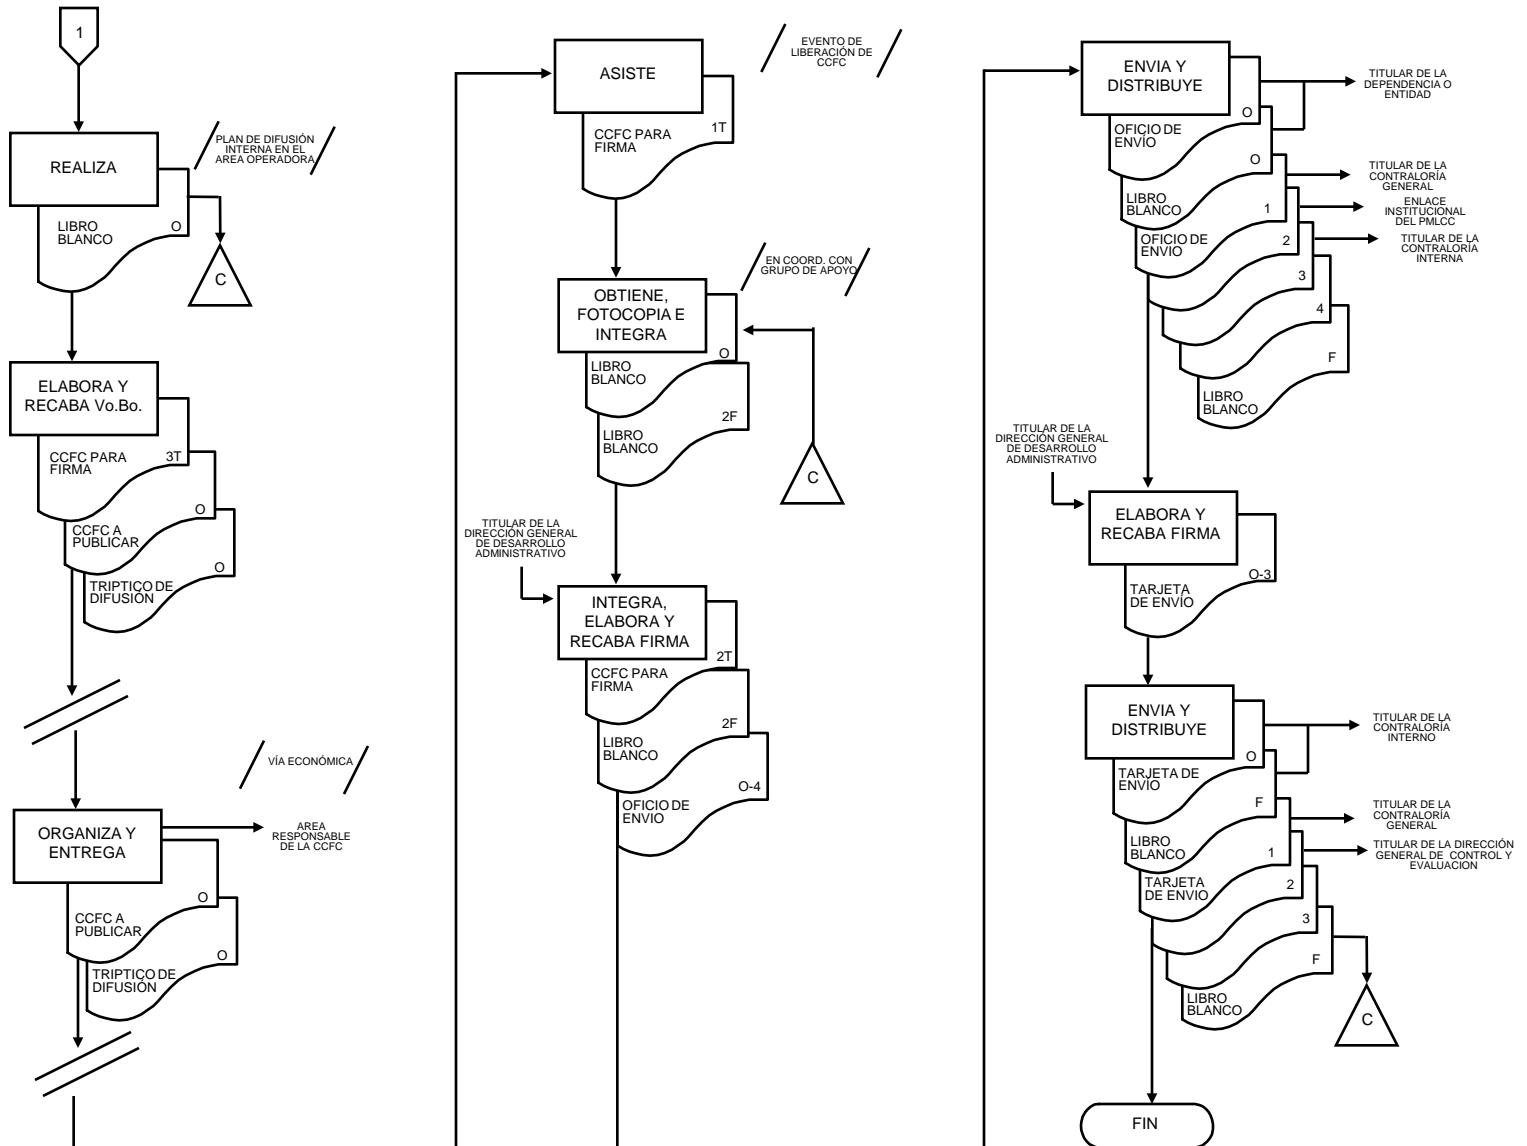 1
REALIZA
PLAN DE DIFUSIÓN
INTERNA EN EL
AREA OPERADORA
LIBRO
BLANCO
O
C
ELABORA Y
RECABA Vo.Bo.
CCFC PARA
FIRMA
3T
CCFC A
PUBLICAR
O
TRIPTICO DE
DIFUSIÓN
O
VÍA ECONÓMICA
ORGANIZA Y
ENTREGA
AREA
RESPONSABLE
DE LA CCFC
CCFC A
PUBLICAR
O
TRIPTICO DE
DIFUSIÓN
O
ASISTE
EVENTO DE
LIBERACIÓN DE
CCFC
CCFC PARA
FIRMA
1T
EN COORD. CON
GRUPO DE APOYO
OBTIENE,
FOTOCOPIA E
INTEGRA
LIBRO
BLANCO
O
LIBRO
BLANCO
2F
C
TITULAR DE LA
DIRECCIÓN GENERAL
DE DESARROLLO
ADMINISTRATIVO
INTEGRA,
ELABORA Y
RECABA FIRMA
CCFC PARA
FIRMA
2T
LIBRO
BLANCO
2F
OFICIO DE
ENVIO
O-4
ENVIA Y
DISTRIBUYE
TITULAR DE LA
DEPENDENCIA O
ENTIDAD
OFICIO DE
ENVÍO
O
LIBRO
BLANCO
O
TITULAR DE LA
CONTRALORÍA
GENERAL
OFICIO DE
ENVIO
1
ENLACE
INSTITUCIONAL
DEL PMLCC
2
TITULAR DE LA
CONTRALORÍA
INTERNA
3
4
LIBRO
BLANCO
F
TITULAR DE LA
DIRECCIÓN GENERAL
DE DESARROLLO
ADMINISTRATIVO
ELABORA Y
RECABA FIRMA
TARJETA
DE ENVÍO
O-3
ENVIA Y
DISTRIBUYE
TITULAR DE LA
CONTRALORÍA
INTERNO
TARJETA DE
ENVÍO
O
LIBRO
BLANCO
F
TITULAR DE LA
CONTRALORÍA
GENERAL
TARJETA
DE ENVIO
1
TITULAR DE LA DIRECCIÓN
GENERAL DE CONTROL Y
EVALUACION
2
3
LIBRO
BLANCO
F
C
FIN